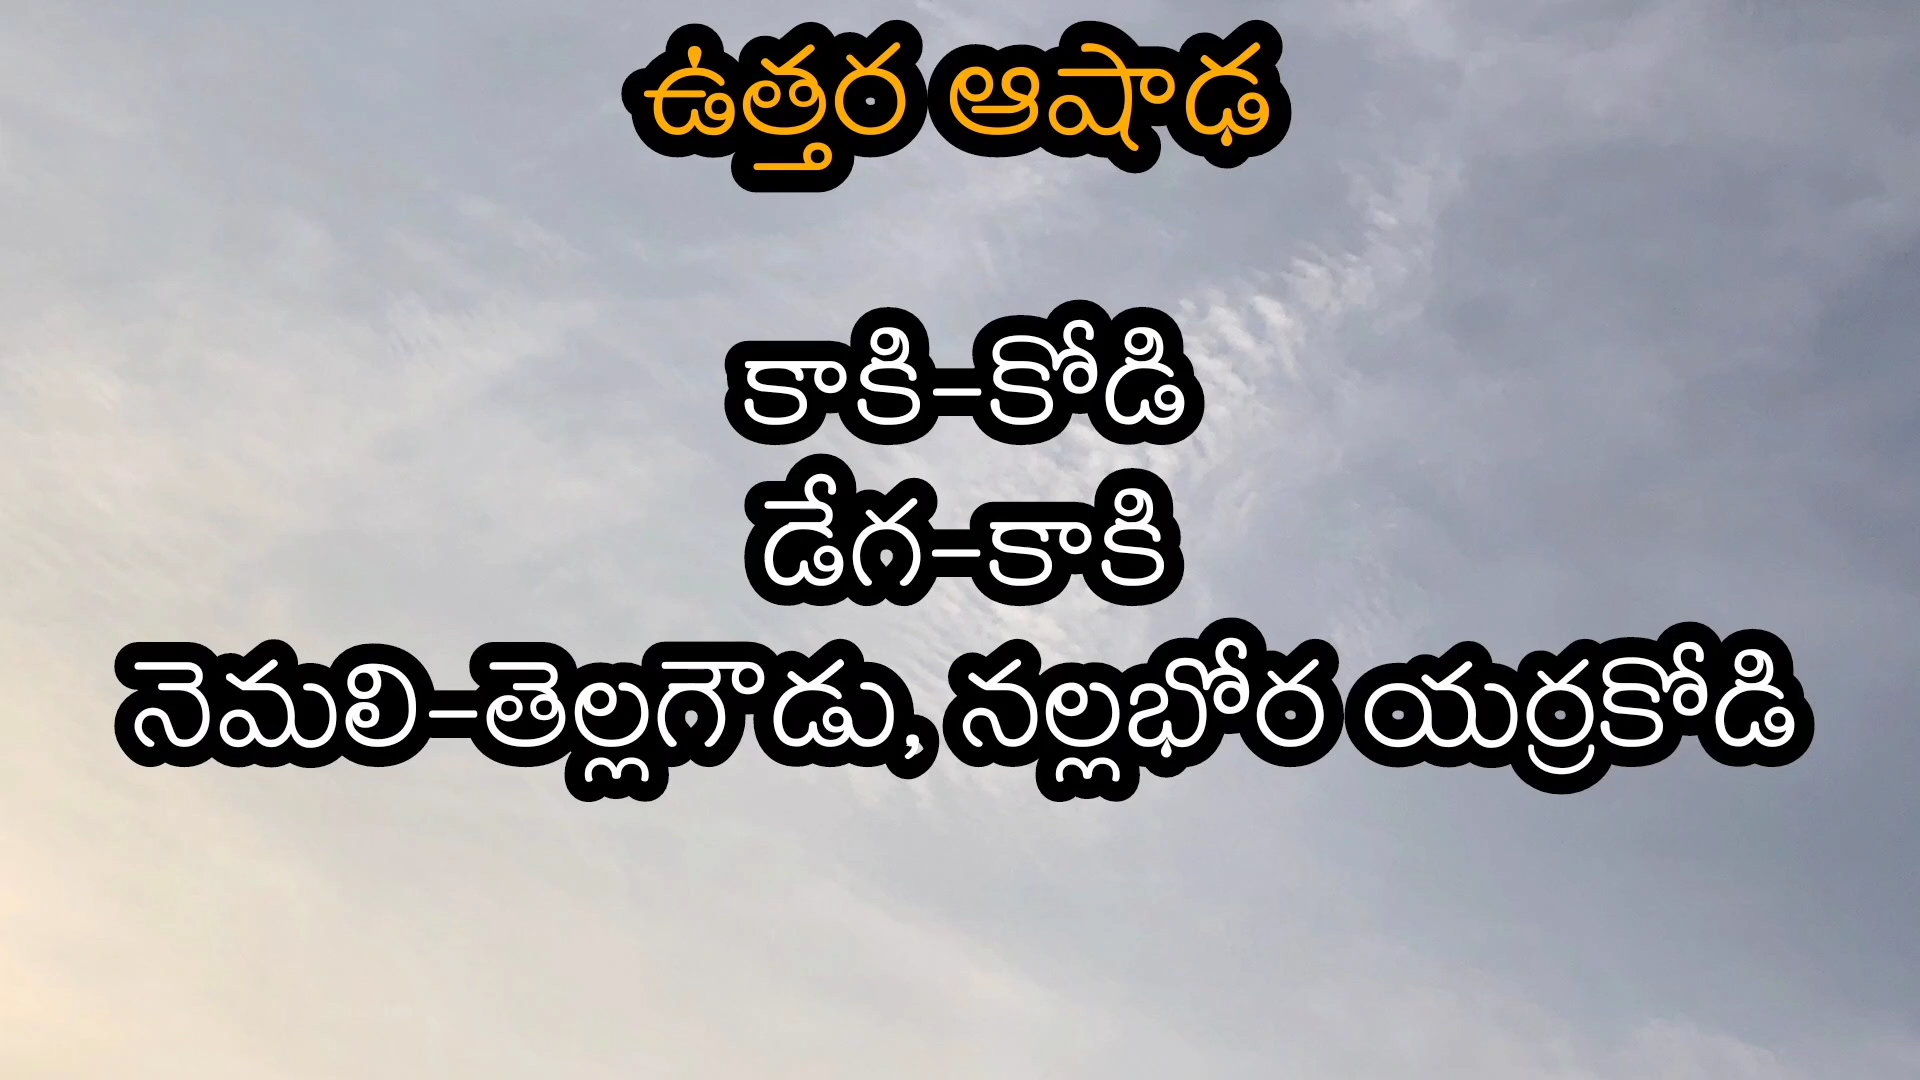 ఉత్తర ఆషాఢ
కాకి-కోడి
డేగ-కాకి
నెమలి-తెల్లగౌడు, నల్లభోర యర్రకోడి